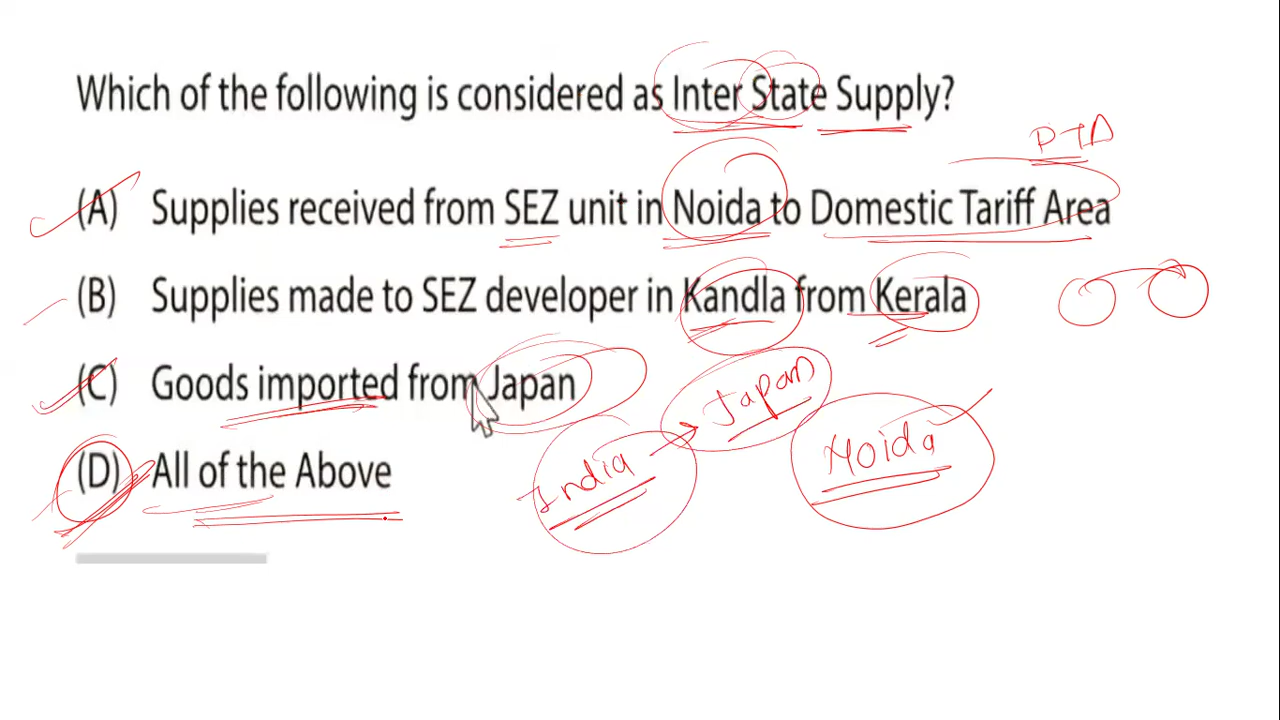 Which of the following is considered as Inter State Supply?
DTA
(A) Supplies received from SEZ unit in Noida to Domestic Tariff Area
(B) Supplies made to SEZ developer in Kandla from Kerala
(C) Goods imported from Japan
Japan
Noida
India
(D) All of the Above